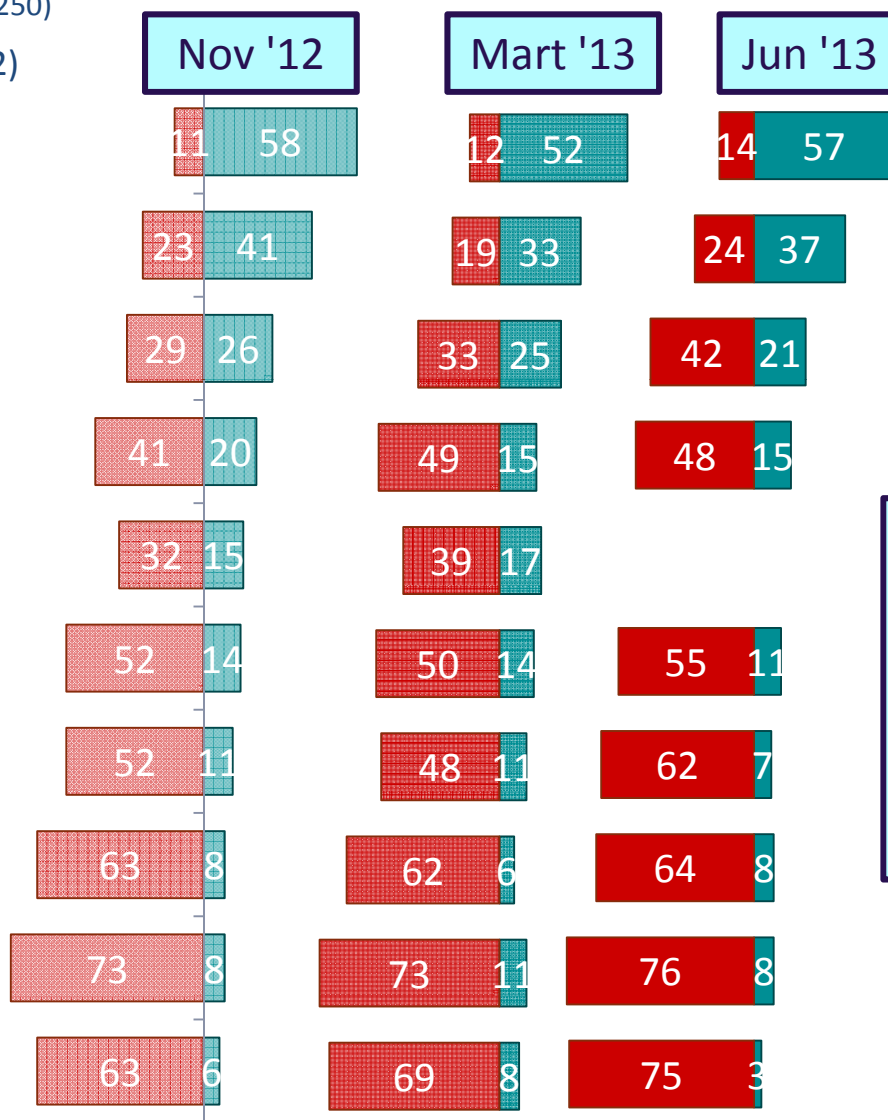 250)
2)
Nov '12 Mart '13 Jun '13
11 58 12 52 14 57
23 41 19 33 24 37
29 26 33 25 42 21
41 20 49 15 48 15
32 15 39 17
52 14 50 14 55 11
52 11 48 11 62 7
63 8 62 6 64 8
73 8 73 11 76 8
63 6 69 8 75 3